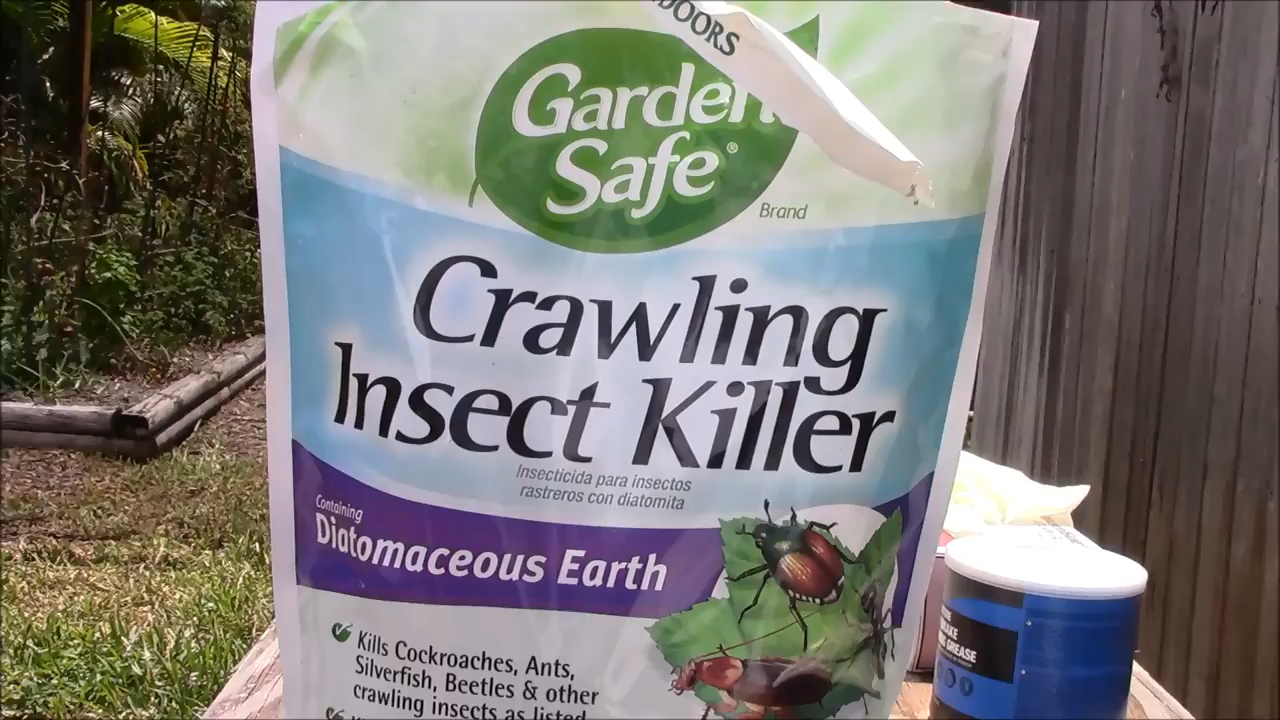 DOORS
Garden
Safe®
Brand
Crawling
Insect Killer
Insecticida para insectos
rastreros con diatomita
Containing
Diatomaceous Earth
Kills Cockroaches, Ants,
Silverfish, Beetles & other
crawling insects as listed
GREASE